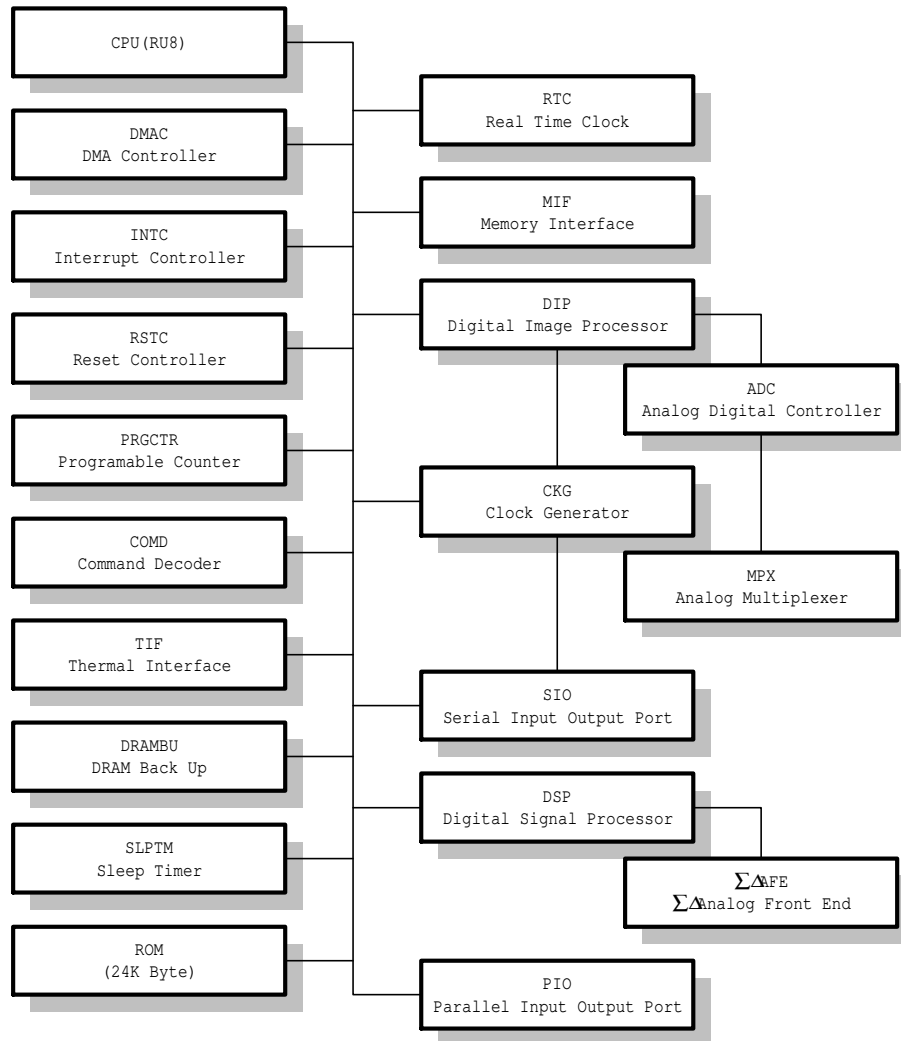 CPU(RU8)
DMAC
DMA Controller
INTC
Interrupt Controller
RSTC
Reset Controller
PRGCTR
Programable Counter
COMD
Command Decoder
TIF
Thermal Interface
DRAMBU
DRAM Back Up
SLPTM
Sleep Timer
ROM
(24K Byte)
RTC
Real Time Clock
MIF
Memory Interface
DIP
Digital Image Processor
CKG
Clock Generator
SIO
Serial Input Output Port
DSP
Digital Signal Processor
PIO
Parallel Input Output Port
ADC
Analog Digital Controller
MPX
Analog Multiplexer
ΣΔAFE
ΣΔAnalog Front End